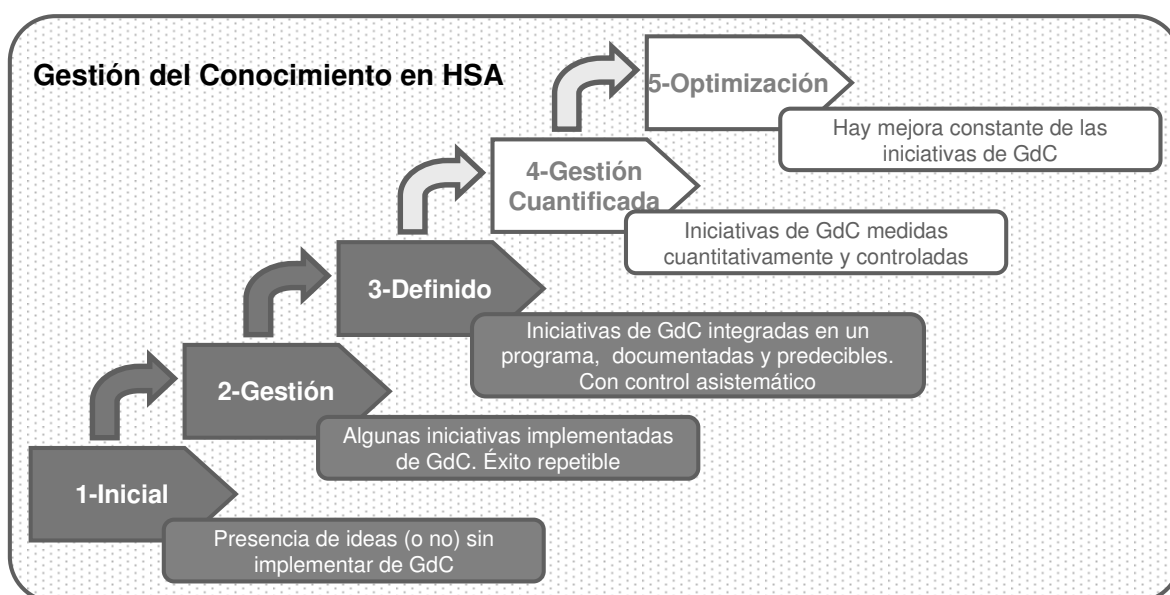 Gestión del Conocimiento en HSA
5-Optimización
Hay mejora constante de las
iniciativas de GdC
4-Gestión
Cuantificada
Iniciativas de GdC medidas
cuantitativamente y controladas
3-Definido
Iniciativas de GdC integradas en un
programa, documentadas y predecibles.
Con control asistemático
2-Gestión
Algunas iniciativas implementadas
de GdC. Éxito repetible
1-Inicial
Presencia de ideas (o no) sin
implementar de GdC